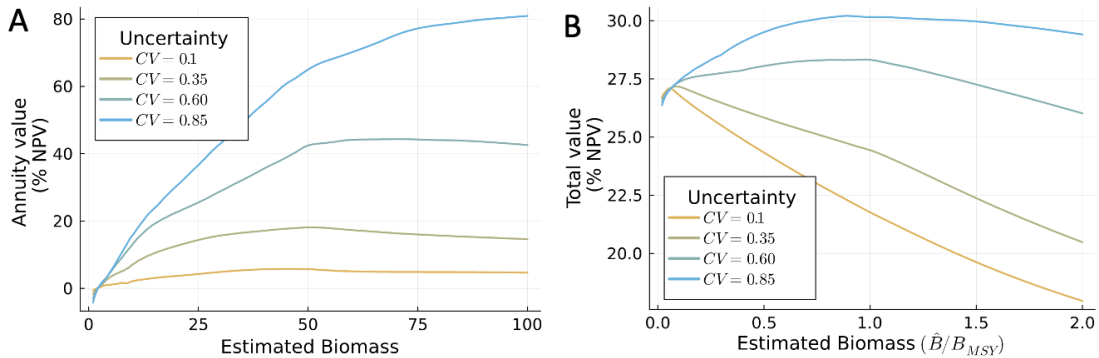 A
Annuity value
(% NPV)
80
60
40
20
0
Uncertainty
CV = 0.1
CV = 0.35
CV = 0.60
CV = 0.85
0 25 50 75 100
Estimated Biomass
B
Total value
(% NPV)
30.0
27.5
25.0
22.5
20.0
Uncertainty
CV = 0.1
CV = 0.35
CV = 0.60
CV = 0.85
0.0 0.5 1.0 1.5 2.0
Estimated Biomass (B̂/B_MSY)